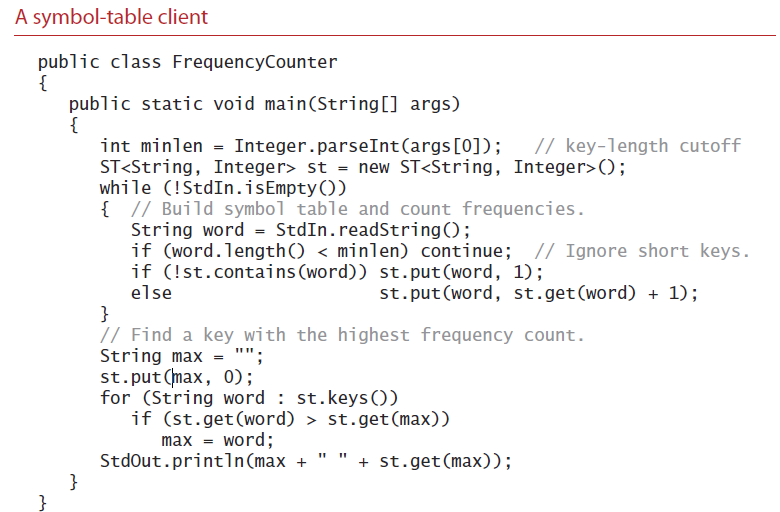 A symbol-table client
public class FrequencyCounter
{
   public static void main(String[] args)
   {
      int minlen = Integer.parseInt(args[0]);   // key-length cutoff
      ST<String, Integer> st = new ST<String, Integer>();
      while (!StdIn.isEmpty())
      {  // Build symbol table and count frequencies.
         String word = StdIn.readString();
         if (word.length() < minlen) continue;  // Ignore short keys.
         if (!st.contains(word)) st.put(word, 1);
         else                    st.put(word, st.get(word) + 1);
      }
      // Find a key with the highest frequency count.
      String max = "";
      st.put(max, 0);
      for (String word : st.keys())
         if (st.get(word) > st.get(max))
            max = word;
      StdOut.println(max + " " + st.get(max));
   }
}